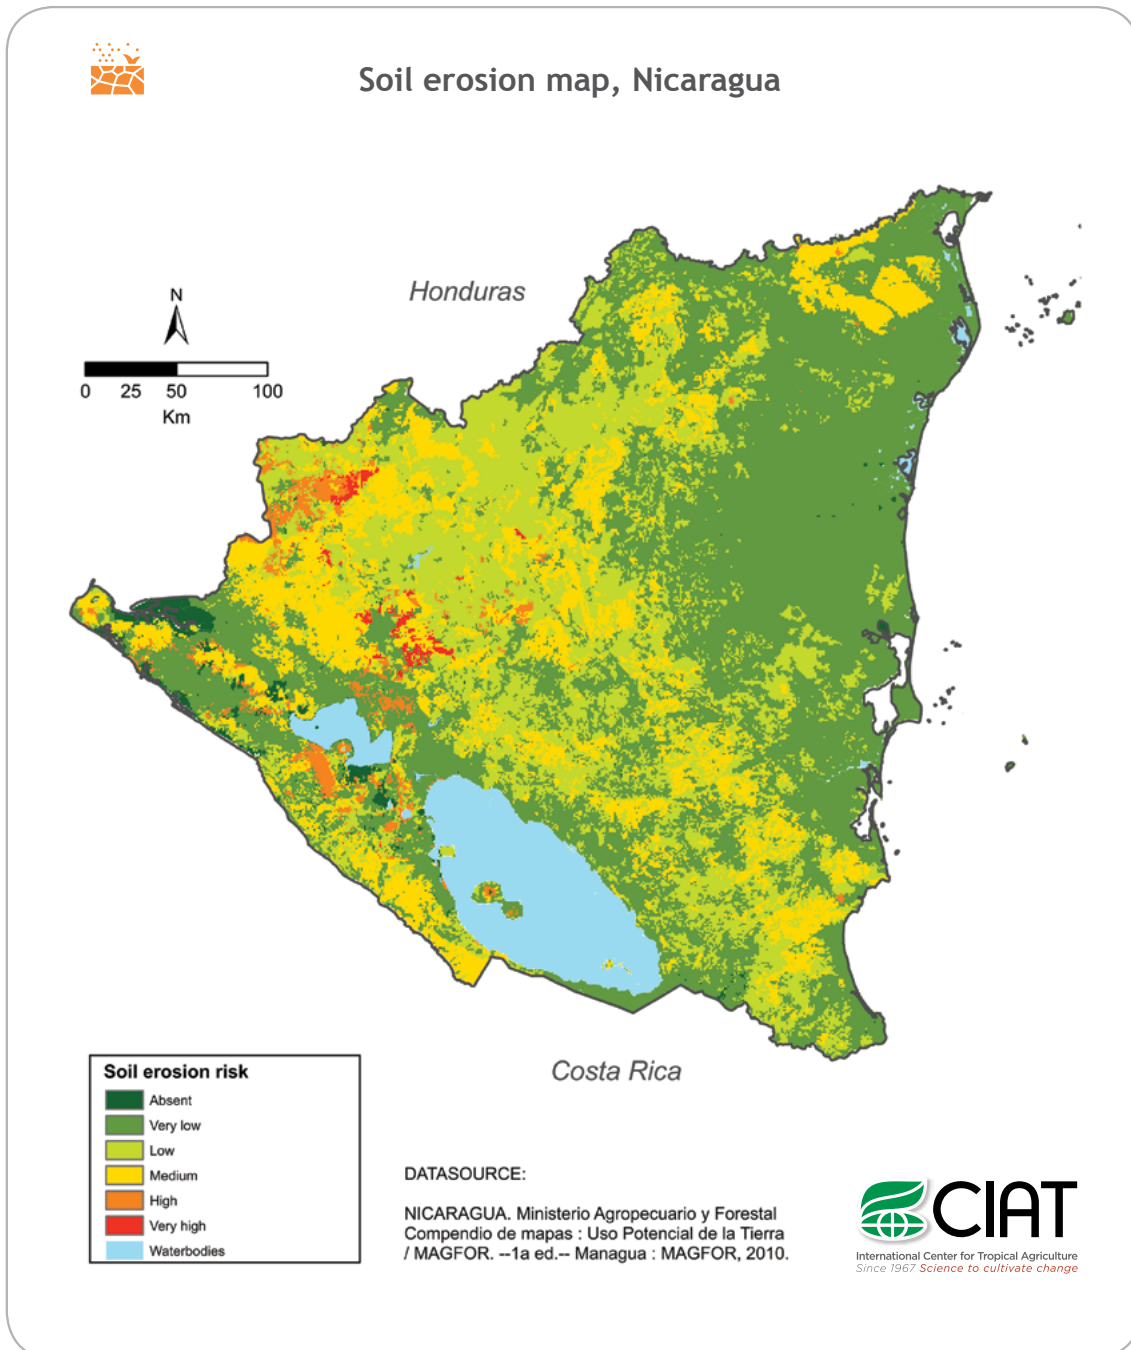 Soil erosion map, Nicaragua
Honduras
N
0 25 50 100
Km
Costa Rica
Soil erosion risk
Absent
Very low
Low
Medium
High
Very high
Waterbodies
DATASOURCE:
NICARAGUA. Ministerio Agropecuario y Forestal
Compendio de mapas : Uso Potencial de la Tierra
/ MAGFOR. --1a ed.-- Managua : MAGFOR, 2010.
CIAT
International Center for Tropical Agriculture
Since 1967 Science to cultivate change